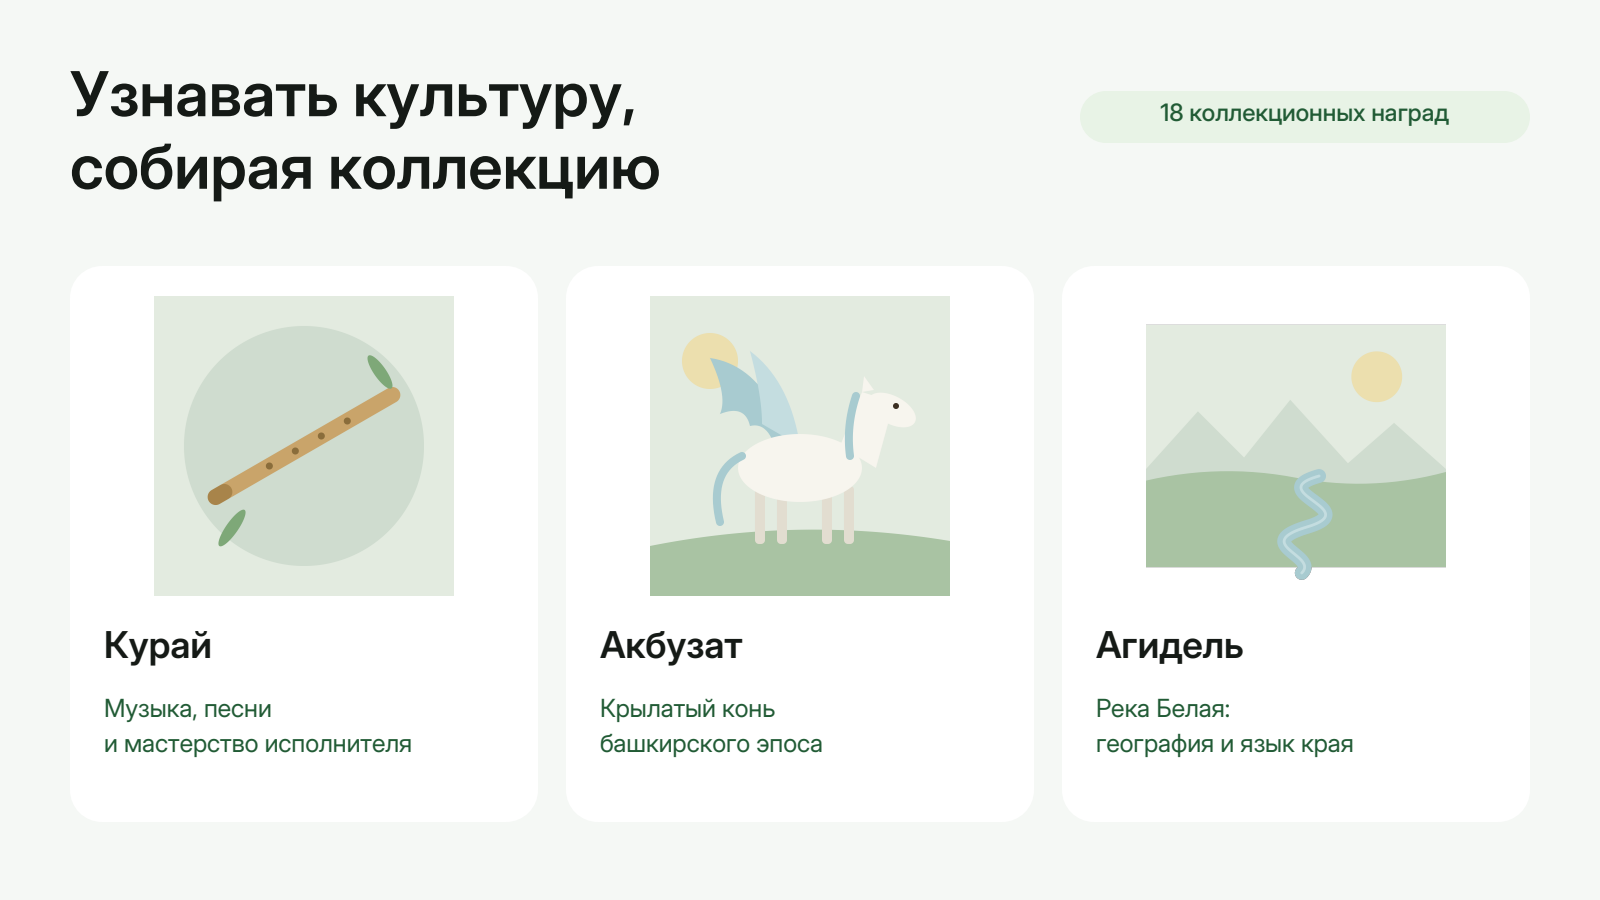 Узнавать культуру,
собирая коллекцию
18 коллекционных наград
Курай
Музыка, песни
и мастерство исполнителя
Акбузат
Крылатый конь
башкирского эпоса
Агидель
Река Белая:
география и язык края